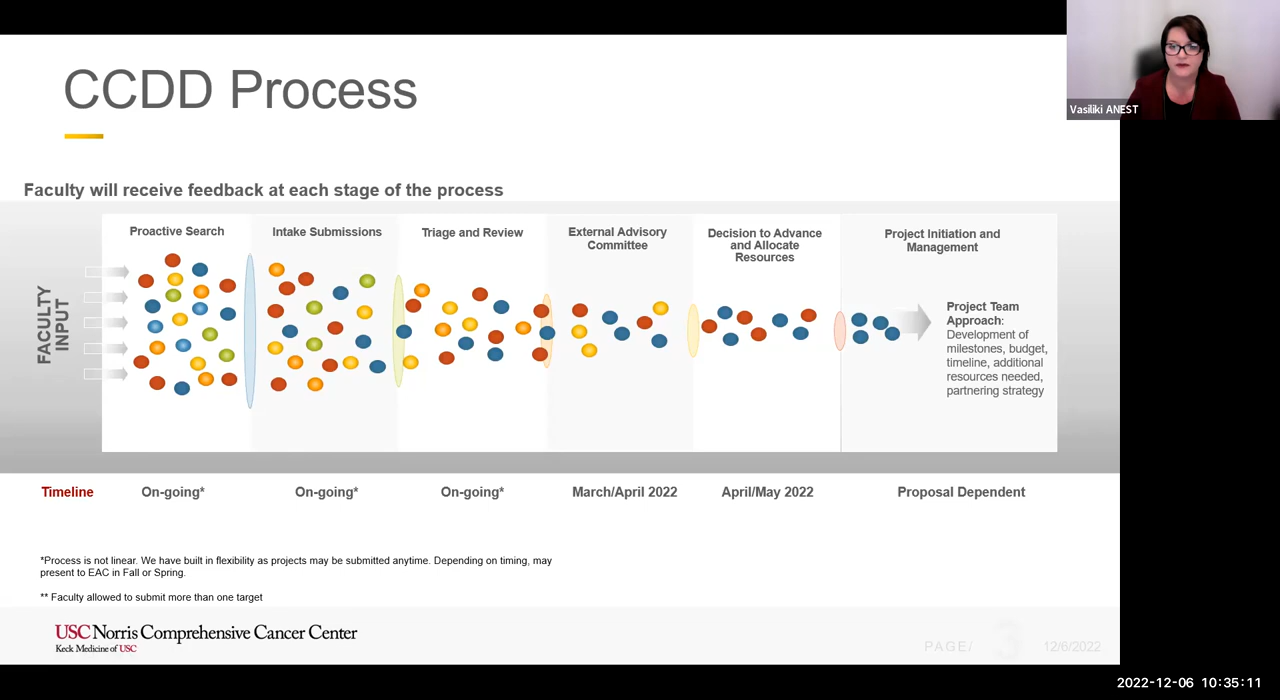 CCDD Process
Vasiliki ANEST
Faculty will receive feedback at each stage of the process
FACULTY
INPUT
Proactive Search
Intake Submissions
Triage and Review
External Advisory
Committee
Decision to Advance
and Allocate
Resources
Project Initiation and
Management
Project Team
Approach:
Development of
milestones, budget,
timeline, additional
resources needed,
partnering strategy
Timeline
On-going*
On-going*
On-going*
March/April 2022
April/May 2022
Proposal Dependent
*Process is not linear. We have built in flexibility as projects may be submitted anytime. Depending on timing, may
present to EAC in Fall or Spring.
** Faculty allowed to submit more than one target
USC Norris Comprehensive Cancer Center
Keck Medicine of USC
PAGE/ 3 12/6/2022
2022-12-06 10:35:11